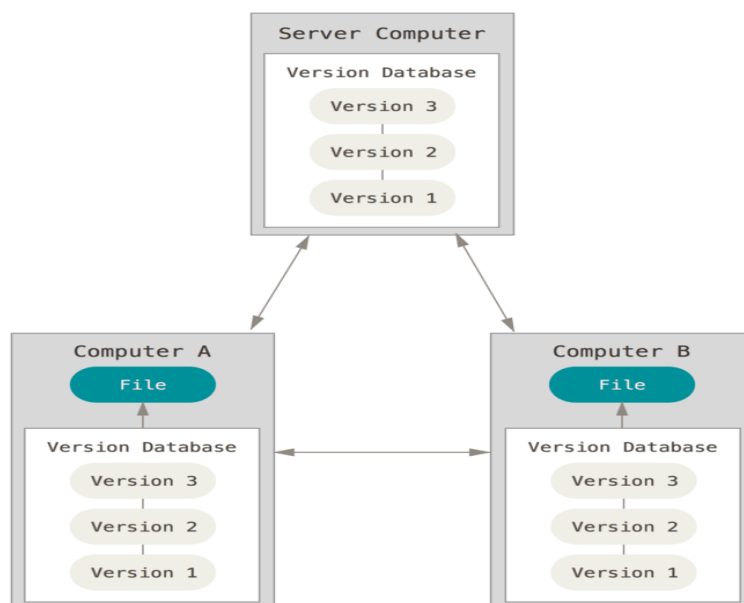 Server Computer
Version Database
Version 3
Version 2
Version 1
Computer A
File
Version Database
Version 3
Version 2
Version 1
Computer B
File
Version Database
Version 3
Version 2
Version 1